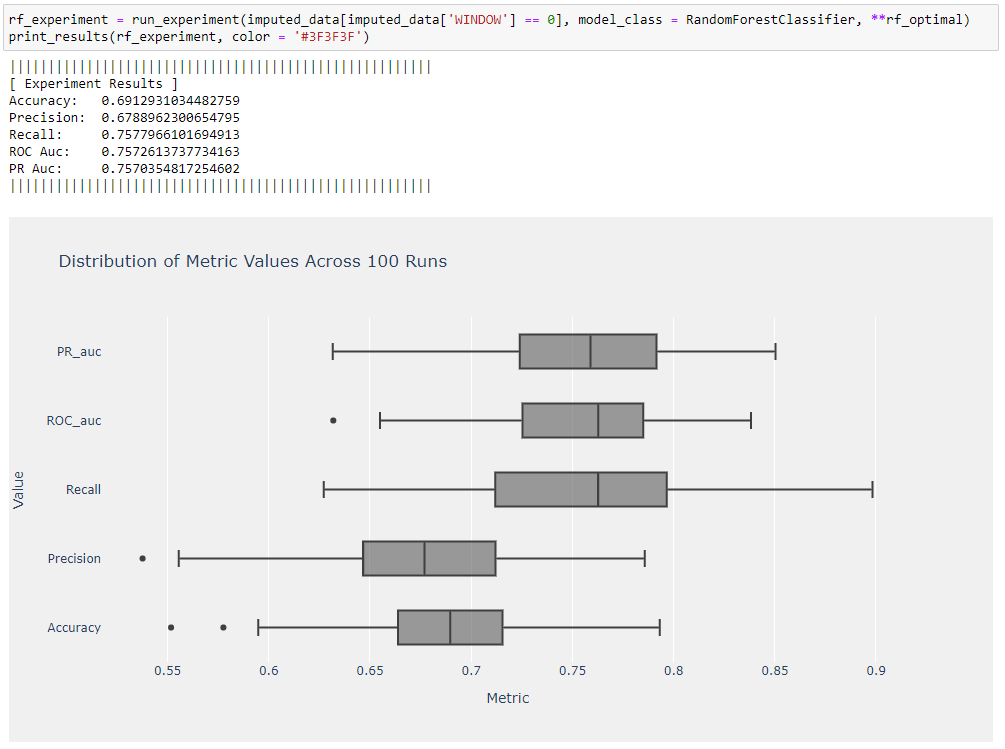 rf_experiment = run_experiment(imputed_data[imputed_data['WINDOW'] == 0], model_class = RandomForestClassifier, **rf_optimal)
print_results(rf_experiment, color = '#3F3F3F')
[ Experiment Results ]
Accuracy: 0.6912931034482759
Precision: 0.6788962300654795
Recall: 0.7577966101694913
ROC Auc: 0.7572613737734163
PR Auc: 0.7570354817254602
Distribution of Metric Values Across 100 Runs
PR_auc
ROC_auc
Recall
Precision
Accuracy
Value
0.55 0.6 0.65 0.7 0.75 0.8 0.85 0.9
Metric